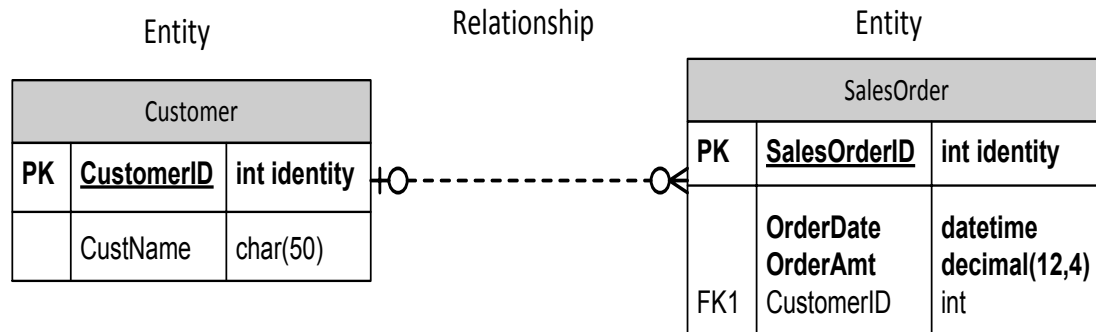 Entity Relationship Entity
Customer
PK CustomerID int identity
CustName char(50)
SalesOrder
PK SalesOrderID int identity
OrderDate datetime
OrderAmt decimal(12,4)
FK1 CustomerID int